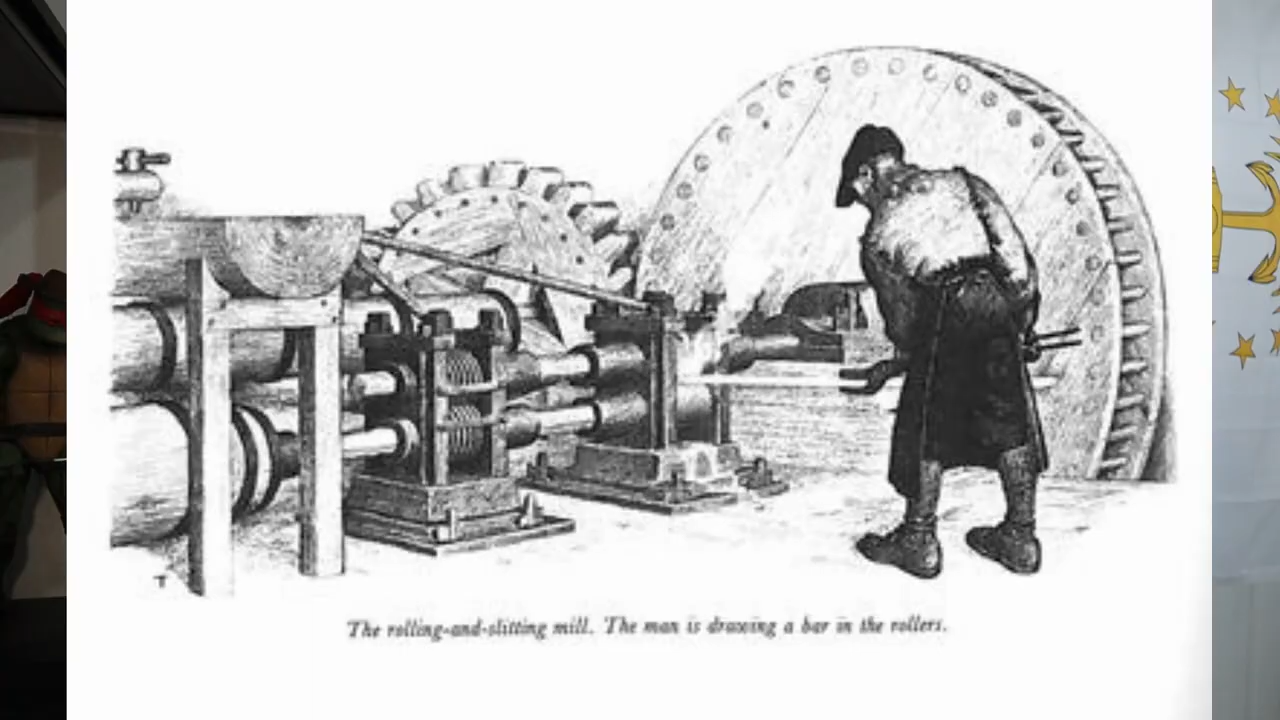 T
The rolling-and-slitting mill. The man is drawing a bar in the rollers.